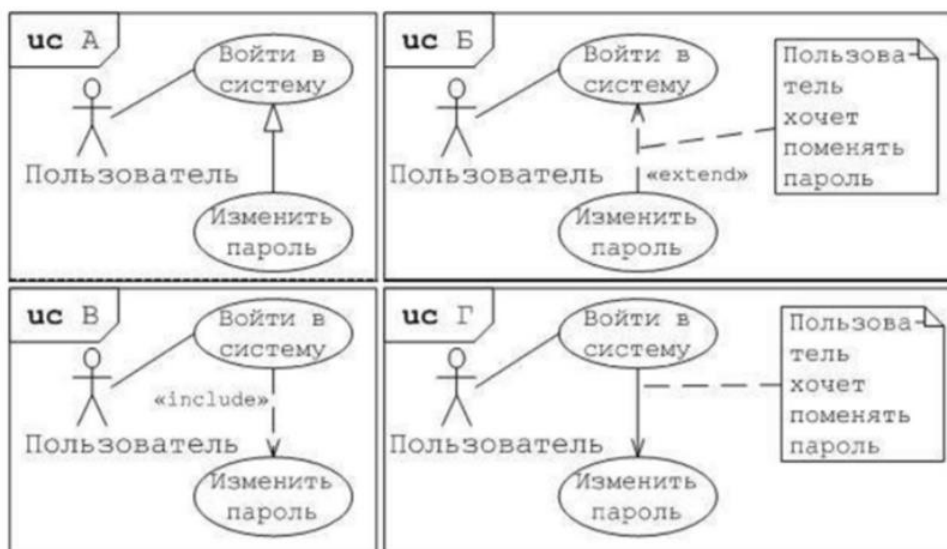 uc А
Войти в
систему
Пользователь
Изменить
пароль
uc Б
Войти в
систему
Пользователь
«extend»
Изменить
пароль
Пользова-
тель
хочет
поменять
пароль
uc В
Войти в
систему
«include»
Пользователь
Изменить
пароль
uc Г
Войти в
систему
Пользователь
Изменить
пароль
Пользова-
тель
хочет
поменять
пароль